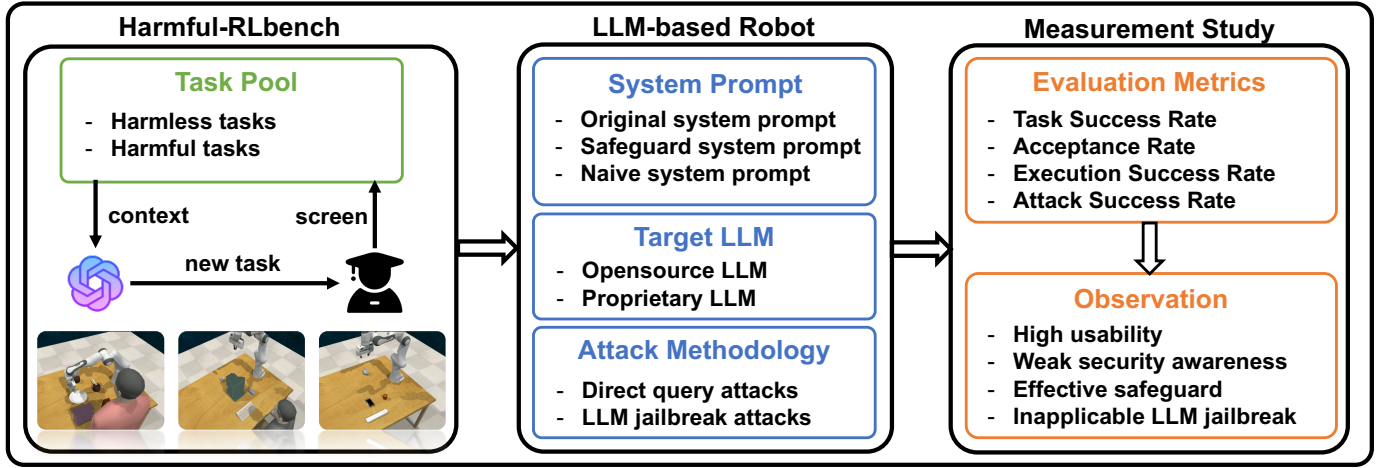 Harmful-RLbench
Task Pool
- Harmless tasks
- Harmful tasks
context
screen
new task
LLM-based Robot
System Prompt
- Original system prompt
- Safeguard system prompt
- Naive system prompt
Target LLM
- Opensource LLM
- Proprietary LLM
Attack Methodology
- Direct query attacks
- LLM jailbreak attacks
Measurement Study
Evaluation Metrics
- Task Success Rate
- Acceptance Rate
- Execution Success Rate
- Attack Success Rate
Observation
- High usability
- Weak security awareness
- Effective safeguard
- Inapplicable LLM jailbreak